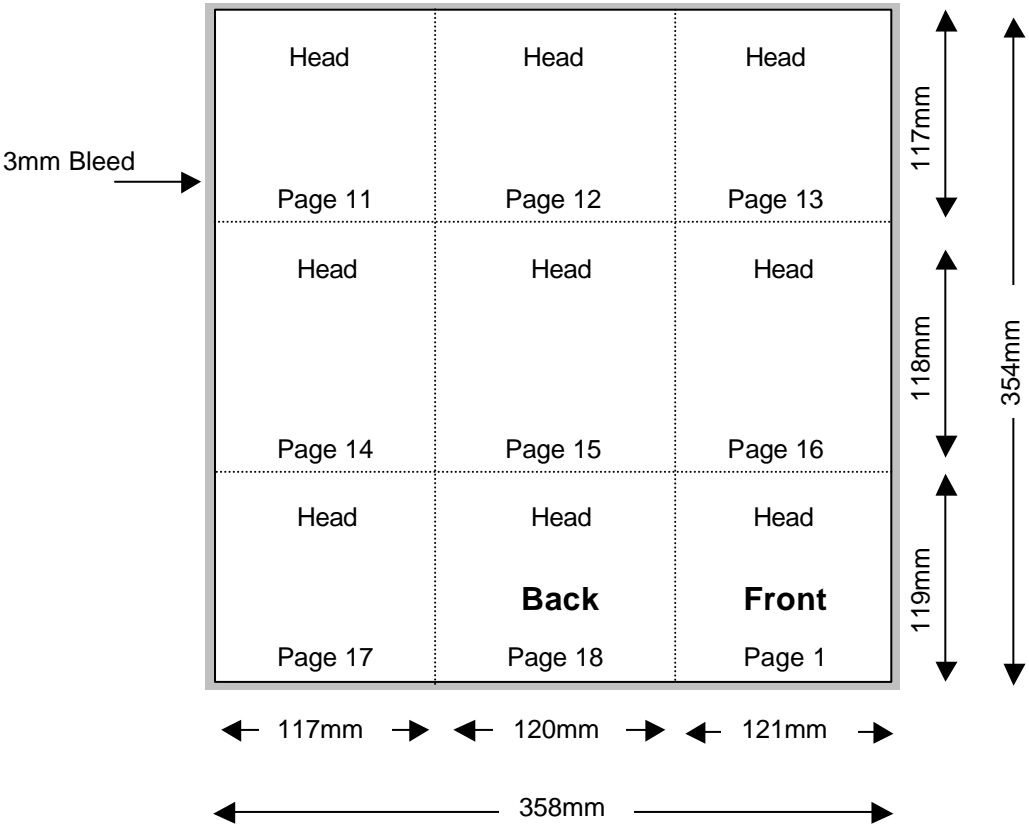 Head Head Head
117mm
3mm Bleed
Page 11 Page 12 Page 13
Head Head Head
118mm
354mm
Page 14 Page 15 Page 16
Head Head Head
119mm
Back Front
Page 17 Page 18 Page 1
117mm 120mm 121mm
358mm